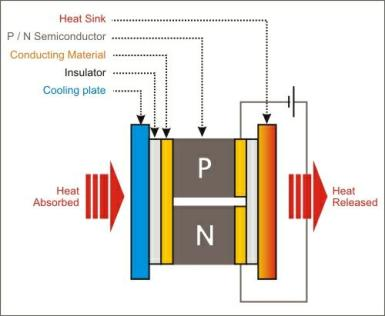 Heat Sink
P / N Semiconductor
Conducting Material
Insulator
Cooling plate
P
Heat
Absorbed
Heat
Released
N